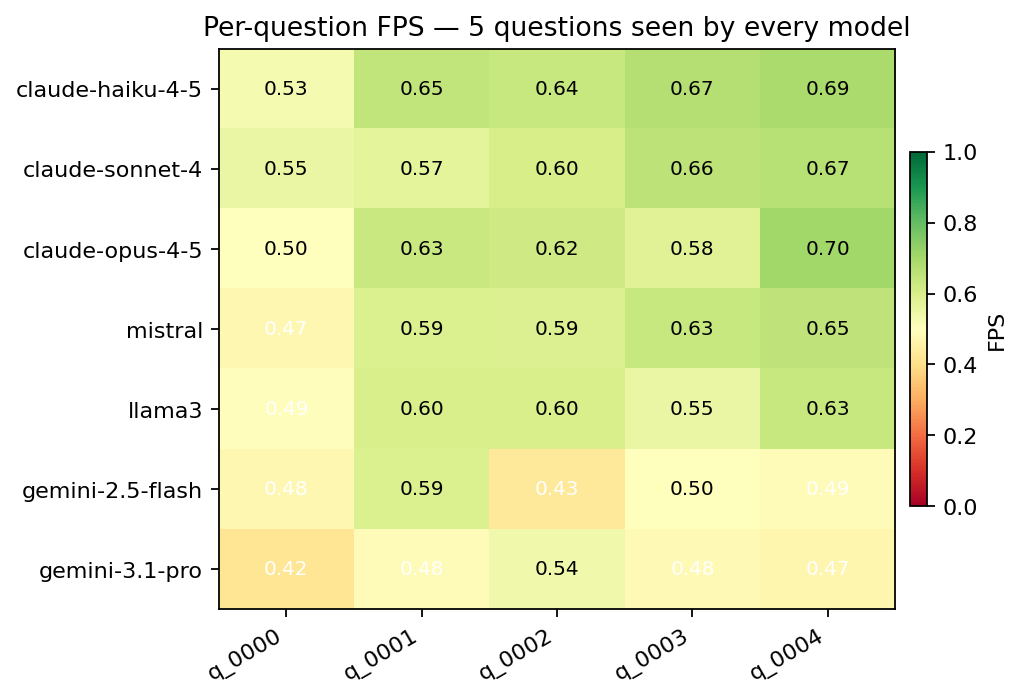 Per-question FPS — 5 questions seen by every model
claude-haiku-4-5 0.53 0.65 0.64 0.67 0.69
claude-sonnet-4 0.55 0.57 0.60 0.66 0.67
claude-opus-4-5 0.50 0.63 0.62 0.58 0.70
mistral 0.47 0.59 0.59 0.63 0.65
llama3 0.49 0.60 0.60 0.55 0.63
gemini-2.5-flash 0.48 0.59 0.43 0.50 0.49
gemini-3.1-pro 0.42 0.48 0.54 0.48 0.47
q_0000 q_0001 q_0002 q_0003 q_0004
1.0
0.8
0.6
0.4
0.2
0.0
FPS